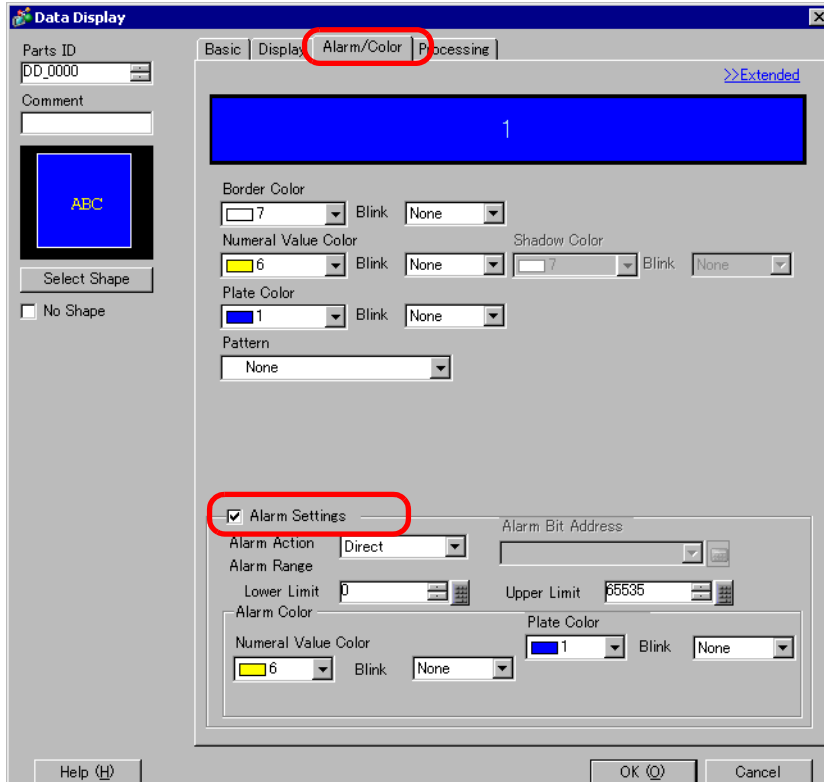 Data Display
Parts ID
DD_0000
Comment
ABC
Select Shape
No Shape
Basic Display Alarm/Color Processing
>>Extended
1
Border Color
7 Blink None
Numeral Value Color Shadow Color
6 Blink None 7 Blink None
Plate Color
1 Blink None
Pattern
None
Alarm Settings
Alarm Bit Address
Alarm Action Direct
Alarm Range
Lower Limit 0 Upper Limit 65535
Alarm Color
Plate Color
Numeral Value Color
1 Blink None
6 Blink None
Help (H) OK (O) Cancel